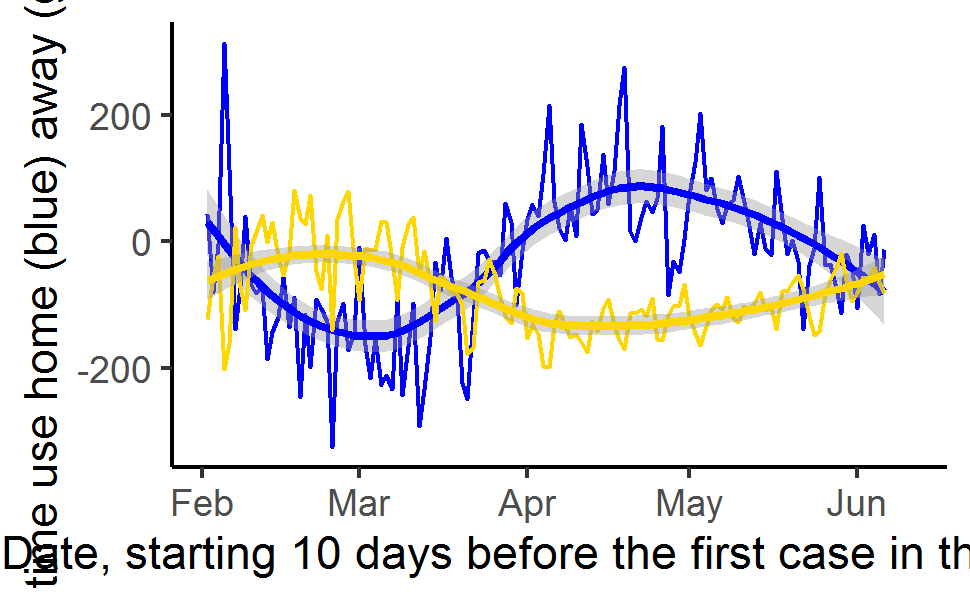 time use home (blue) away (
200
0
-200
Feb Mar Apr May Jun
Date, starting 10 days before the first case in th